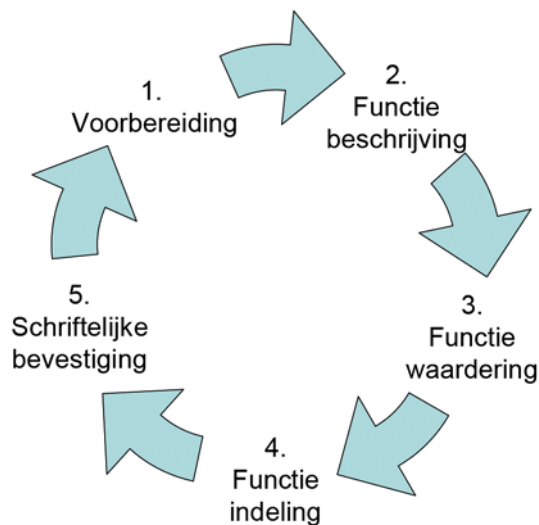 1.
Voorbereiding
2.
Functie
beschrijving
3.
Functie
waardering
4.
Functie
indeling
5.
Schriftelijke
bevestiging